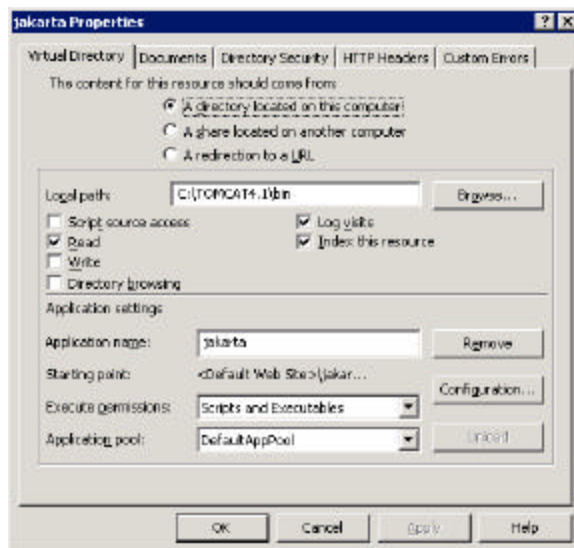 jakarta Properties
Virtual Directory Documents Directory Security HTTP Headers Custom Errors
The content for this resource should come from:
A directory located on this computer
A share located on another computer
A redirection to a URL
Local path: C:\TOMCAT4.1\bin Browse...
Script source access Log visits
Read Index this resource
Write
Directory browsing
Application settings
Application name: jakarta Remove
Starting point: <Default Web Site>\jakar...
Configuration...
Execute permissions: Scripts and Executables
Application pool: DefaultAppPool Unload
OK Cancel Apply Help